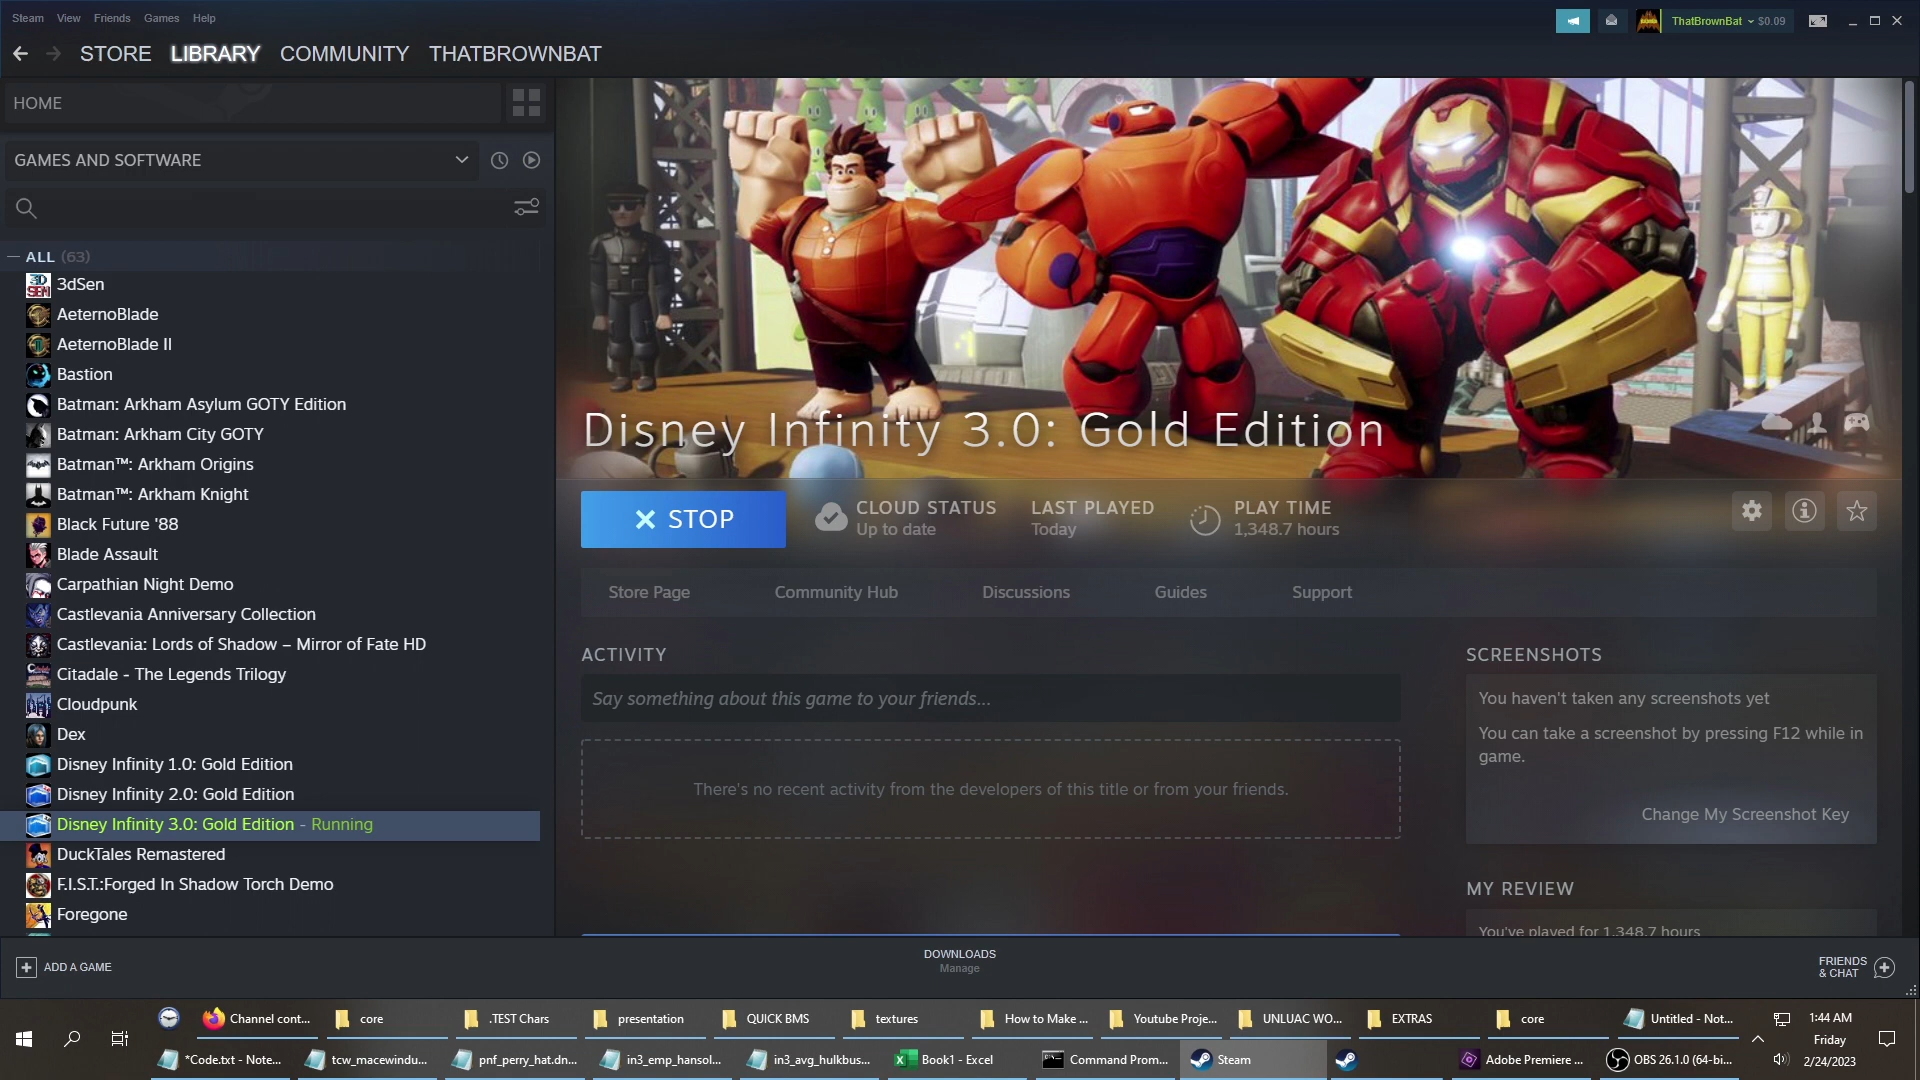 Steam View Friends Games Help
ThatBrownBat $0.09
STORE LIBRARY COMMUNITY THATBROWNBAT
HOME
GAMES AND SOFTWARE
ALL (63)
3dSen
AeternoBlade
AeternoBlade II
Bastion
Batman: Arkham Asylum GOTY Edition
Batman: Arkham City GOTY
Batman™: Arkham Origins
Batman™: Arkham Knight
Black Future '88
Blade Assault
Carpathian Night Demo
Castlevania Anniversary Collection
Castlevania: Lords of Shadow – Mirror of Fate HD
Citadale - The Legends Trilogy
Cloudpunk
Dex
Disney Infinity 1.0: Gold Edition
Disney Infinity 2.0: Gold Edition
Disney Infinity 3.0: Gold Edition - Running
DuckTales Remastered
F.I.S.T.:Forged In Shadow Torch Demo
Foregone
Disney Infinity 3.0: Gold Edition
STOP
CLOUD STATUS
Up to date
LAST PLAYED
Today
PLAY TIME
1,348.7 hours
Store Page Community Hub Discussions Guides Support
ACTIVITY
Say something about this game to your friends...
There's no recent activity from the developers of this title or from your friends.
SCREENSHOTS
You haven't taken any screenshots yet
You can take a screenshot by pressing F12 while in
game.
Change My Screenshot Key
MY REVIEW
You've played for 1,348.7 hours
ADD A GAME
DOWNLOADS
Manage
FRIENDS
& CHAT
Channel cont... core .TEST Chars presentation QUICK BMS textures How to Make ... Youtube Proje... UNLUAC WO... EXTRAS core Untitled - Not...
*Code.txt - Note... tcw_macewindu... pnf_perry_hat.dn... in3_emp_hansol... in3_avg_hulkbus... Book1 - Excel Command Prom... Steam Adobe Premiere ... OBS 26.1.0 (64-bi...
1:44 AM
Friday
2/24/2023